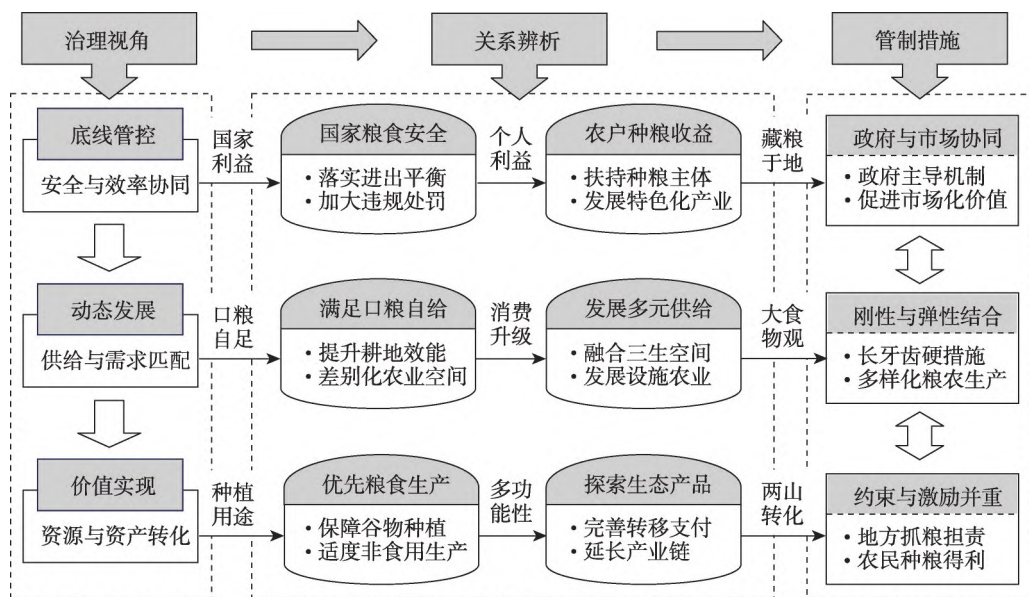 治理视角
关系辨析
管制措施
底线管控
安全与效率协同
国家
利益
国家粮食安全
• 落实进出平衡
• 加大违规处罚
个人
利益
农户种粮收益
• 扶持种粮主体
• 发展特色化产业
藏粮
于地
政府与市场协同
• 政府主导机制
• 促进市场化价值
动态发展
供给与需求匹配
口粮
自足
满足口粮自给
• 提升耕地效能
• 差别化农业空间
消费
升级
发展多元供给
• 融合三生空间
• 发展设施农业
大食
物观
刚性与弹性结合
• 长牙齿硬措施
• 多样化粮农生产
价值实现
资源与资产转化
种植
用途
优先粮食生产
• 保障谷物种植
• 适度非食用生产
多功
能性
探索生态产品
• 完善转移支付
• 延长产业链
两山
转化
约束与激励并重
• 地方抓粮担责
• 农民种粮得利